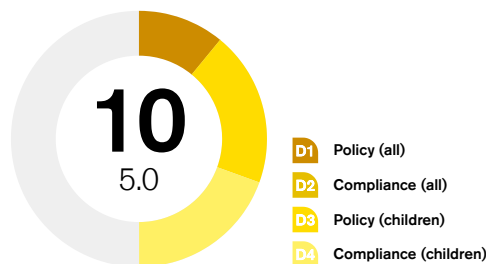 10
5.0
D1 Policy (all)
D2 Compliance (all)
D3 Policy (children)
D4 Compliance (children)